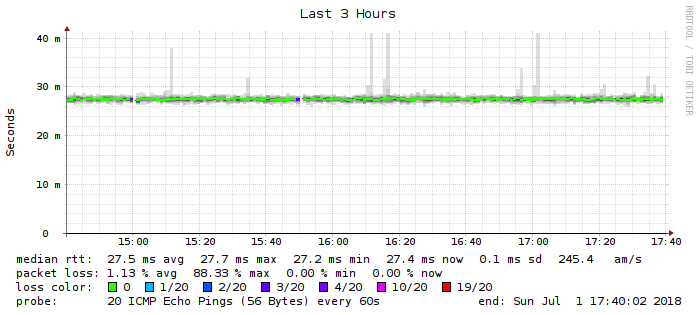 Last 3 Hours
RRDTOOL / TOBI OETIKER
Seconds
40 m
30 m
20 m
10 m
0
15:00 15:20 15:40 16:00 16:20 16:40 17:00 17:20 17:40
median rtt: 27.5 ms avg 27.7 ms max 27.2 ms min 27.4 ms now 0.1 ms sd 245.4 am/s
packet loss: 1.13 % avg 88.33 % max 0.00 % min 0.00 % now
loss color: 0 1/20 2/20 3/20 4/20 10/20 19/20
probe: 20 ICMP Echo Pings (56 Bytes) every 60s end: Sun Jul 1 17:40:02 2018